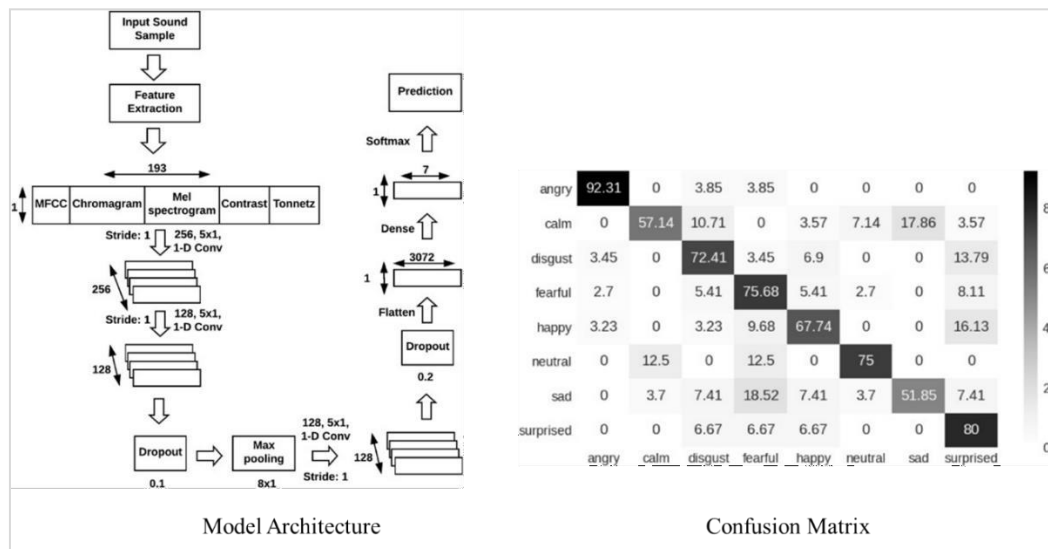 Input Sound
Sample
Feature
Extraction
193
1
MFCC Chromagram Mel
spectrogram Contrast Tonnetz
Stride: 1 256, 5x1,
1-D Conv
256
Stride: 1 128, 5x1,
1-D Conv
128
Dropout
0.1
Max
pooling
8x1
128, 5x1,
1-D Conv
Stride: 1
128
Dropout
0.2
Flatten
3072
1
Dense
7
1
Softmax
Prediction
Model Architecture
angry 92.31 0 3.85 3.85 0 0 0 0
calm 0 57.14 10.71 0 3.57 7.14 17.86 3.57
disgust 3.45 0 72.41 3.45 6.9 0 0 13.79
fearful 2.7 0 5.41 75.68 5.41 2.7 0 8.11
happy 3.23 0 3.23 9.68 67.74 0 0 16.13
neutral 0 12.5 0 12.5 0 75 0 0
sad 0 3.7 7.41 18.52 7.41 3.7 51.85 7.41
surprised 0 0 6.67 6.67 6.67 0 0 80
angry calm disgust fearful happy neutral sad surprised
8
6
4
2
0
Confusion Matrix